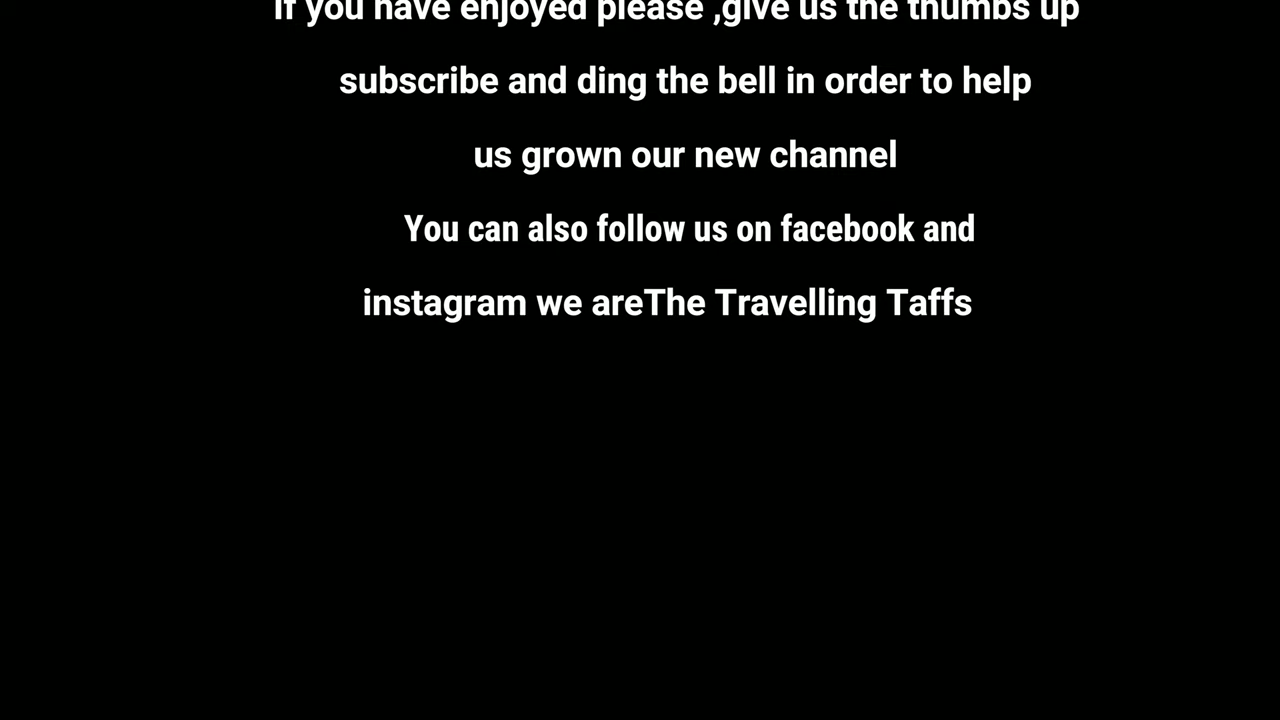 If you have enjoyed please ,give us the thumbs up
subscribe and ding the bell in order to help
us grown our new channel
You can also follow us on facebook and
instagram we areThe Travelling Taffs